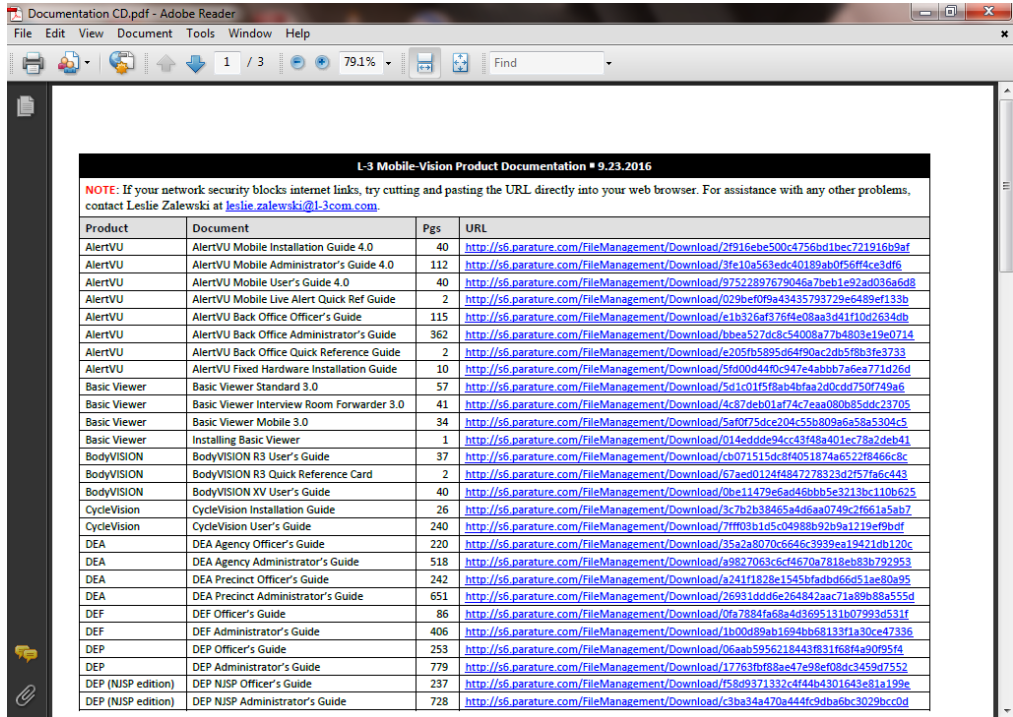 Documentation CD.pdf - Adobe Reader
File Edit View Document Tools Window Help
1 / 3 79.1% Find
L-3 Mobile-Vision Product Documentation ▪ 9.23.2016
NOTE: If your network security blocks internet links, try cutting and pasting the URL directly into your web browser. For assistance with any other problems,
contact Leslie Zalewski at leslie.zalewski@l-3com.com.
Product Document Pgs URL
AlertVU AlertVU Mobile Installation Guide 4.0 40 http://s6.parature.com/FileManagement/Download/2f916ebe500c4756bd1bec721916b9af
AlertVU AlertVU Mobile Administrator's Guide 4.0 112 http://s6.parature.com/FileManagement/Download/3fe10a563edc40189ab0f56ff4ce3df6
AlertVU AlertVU Mobile User's Guide 4.0 40 http://s6.parature.com/FileManagement/Download/97522897679046a7beb1e92ad036a6d8
AlertVU AlertVU Mobile Live Alert Quick Ref Guide 2 http://s6.parature.com/FileManagement/Download/029bef0f9a43435793729e6489ef133b
AlertVU AlertVU Back Office Officer's Guide 115 http://s6.parature.com/FileManagement/Download/e1b326af376f4e08aa3d41f10d2634db
AlertVU AlertVU Back Office Administrator's Guide 362 http://s6.parature.com/FileManagement/Download/bbea527dc8c54008a77b4803e19e0714
AlertVU AlertVU Back Office Quick Reference Guide 2 http://s6.parature.com/FileManagement/Download/e205fb5895d64f90ac2db5f8b3fe3733
AlertVU AlertVU Fixed Hardware Installation Guide 10 http://s6.parature.com/FileManagement/Download/5fd00d44f0c947e4abbb7a6ea771d26d
Basic Viewer Basic Viewer Standard 3.0 57 http://s6.parature.com/FileManagement/Download/5d1c01f5f8ab4bfaa2d0cdd750f749a6
Basic Viewer Basic Viewer Interview Room Forwarder 3.0 41 http://s6.parature.com/FileManagement/Download/4c87deb01af74c7eaa080b85ddc23705
Basic Viewer Basic Viewer Mobile 3.0 34 http://s6.parature.com/FileManagement/Download/5af0f75dce204c55b809a6a58a5304c5
Basic Viewer Installing Basic Viewer 1 http://s6.parature.com/FileManagement/Download/014eddde94cc43f48a401ec78a2deb41
BodyVISION BodyVISION R3 User's Guide 37 http://s6.parature.com/FileManagement/Download/cb071515dc8f4051874a6522f8466c8c
BodyVISION BodyVISION R3 Quick Reference Card 2 http://s6.parature.com/FileManagement/Download/67aed0124f4847278323d2f57fa6c443
BodyVISION BodyVISION XV User's Guide 40 http://s6.parature.com/FileManagement/Download/0be11479e6ad46bbb5e3213bc110b625
CycleVision CycleVision Installation Guide 26 http://s6.parature.com/FileManagement/Download/3c7b2b38465a4d6aa0749c2f661a5ab7
CycleVision CycleVision User's Guide 240 http://s6.parature.com/FileManagement/Download/7fff03b1d5c04988b92b9a1219ef9bdf
DEA DEA Agency Officer's Guide 220 http://s6.parature.com/FileManagement/Download/35a2a8070c6646c3939ea19421db120c
DEA DEA Agency Administrator's Guide 518 http://s6.parature.com/FileManagement/Download/a9827063c6cf4670a7818eb83b792953
DEA DEA Precinct Officer's Guide 242 http://s6.parature.com/FileManagement/Download/a241f1828e1545bfadbd66d51ae80a95
DEA DEA Precinct Administrator's Guide 651 http://s6.parature.com/FileManagement/Download/26931ddd6e264842aac71a89b88a555d
DEF DEF Officer's Guide 86 http://s6.parature.com/FileManagement/Download/0fa7884fa68a4d3695131b07993d531f
DEF DEF Administrator's Guide 406 http://s6.parature.com/FileManagement/Download/1b00d89ab1694bb68133f1a30ce47336
DEP DEP Officer's Guide 253 http://s6.parature.com/FileManagement/Download/06aab5956218443f831f68f4a90f95f4
DEP DEP Administrator's Guide 779 http://s6.parature.com/FileManagement/Download/17763fbf88ae47e98ef08dc3459d7552
DEP (NJSP edition) DEP NJSP Officer's Guide 237 http://s6.parature.com/FileManagement/Download/f58d9371332c4f44b4301643e81a199e
DEP (NJSP edition) DEP NJSP Administrator's Guide 728 http://s6.parature.com/FileManagement/Download/c3ba34a470a444fc9dba6bc3029bcc0d